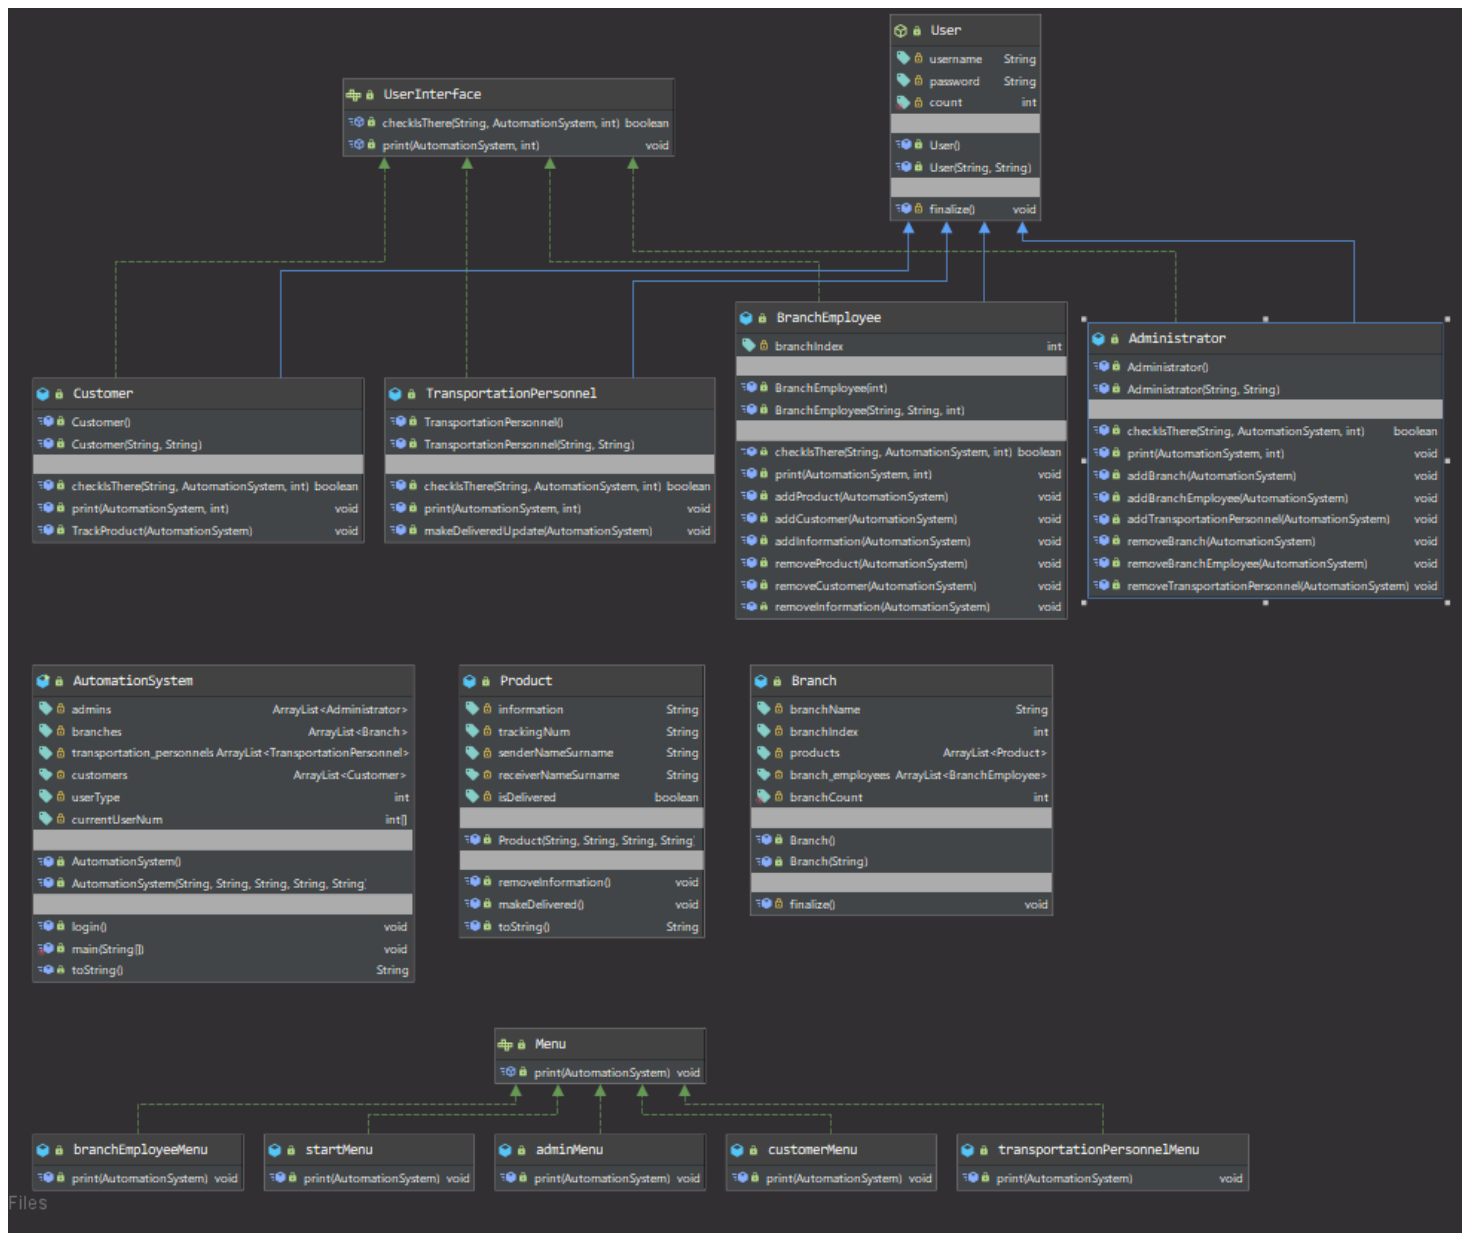 User
username String
password String
count int
User()
User(String, String)
finalize() void
UserInterface
checkIsThere(String, AutomationSystem, int) boolean
print(AutomationSystem, int) void
BranchEmployee
branchIndex int
BranchEmployee(int)
BranchEmployee(String, String, int)
checkIsThere(String, AutomationSystem, int) boolean
print(AutomationSystem, int) void
addProduct(AutomationSystem) void
addCustomer(AutomationSystem) void
addInformation(AutomationSystem) void
removeProduct(AutomationSystem) void
removeCustomer(AutomationSystem) void
removeInformation(AutomationSystem) void
Administrator
Administrator()
Administrator(String, String)
checkIsThere(String, AutomationSystem, int) boolean
print(AutomationSystem, int) void
addBranch(AutomationSystem) void
addBranchEmployee(AutomationSystem) void
addTransportationPersonnel(AutomationSystem) void
removeBranch(AutomationSystem) void
removeBranchEmployee(AutomationSystem) void
removeTransportationPersonnel(AutomationSystem) void
Customer
Customer()
Customer(String, String)
checkIsThere(String, AutomationSystem, int) boolean
print(AutomationSystem, int) void
TrackProduct(AutomationSystem) void
TransportationPersonnel
TransportationPersonnel()
TransportationPersonnel(String, String)
checkIsThere(String, AutomationSystem, int) boolean
print(AutomationSystem, int) void
makeDeliveredUpdate(AutomationSystem) void
AutomationSystem
admins ArrayList<Administrator>
branches ArrayList<Branch>
transportation_personnels ArrayList<TransportationPersonnel>
customers ArrayList<Customer>
userType int
currentUserNum int[]
AutomationSystem()
AutomationSystem(String, String, String, String, String)
login() void
main(String[]) void
toString() String
Product
information String
trackingNum String
senderNameSurname String
receiverNameSurname String
isDelivered boolean
Product(String, String, String, String)
removeInformation() void
makeDelivered() void
toString() String
Branch
branchName String
branchIndex int
products ArrayList<Product>
branch_employees ArrayList<BranchEmployee>
branchCount int
Branch()
Branch(String)
finalize() void
Menu
print(AutomationSystem) void
branchEmployeeMenu
print(AutomationSystem) void
startMenu
print(AutomationSystem) void
adminMenu
print(AutomationSystem) void
customerMenu
print(AutomationSystem) void
transportationPersonnelMenu
print(AutomationSystem) void
Files